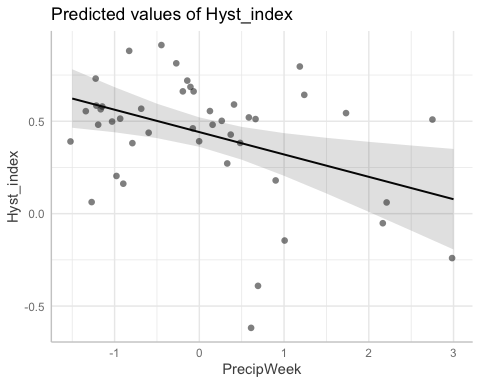 Predicted values of Hyst_index
Hyst_index
0.5
0.0
-0.5
-1
0
1
2
3
PrecipWeek